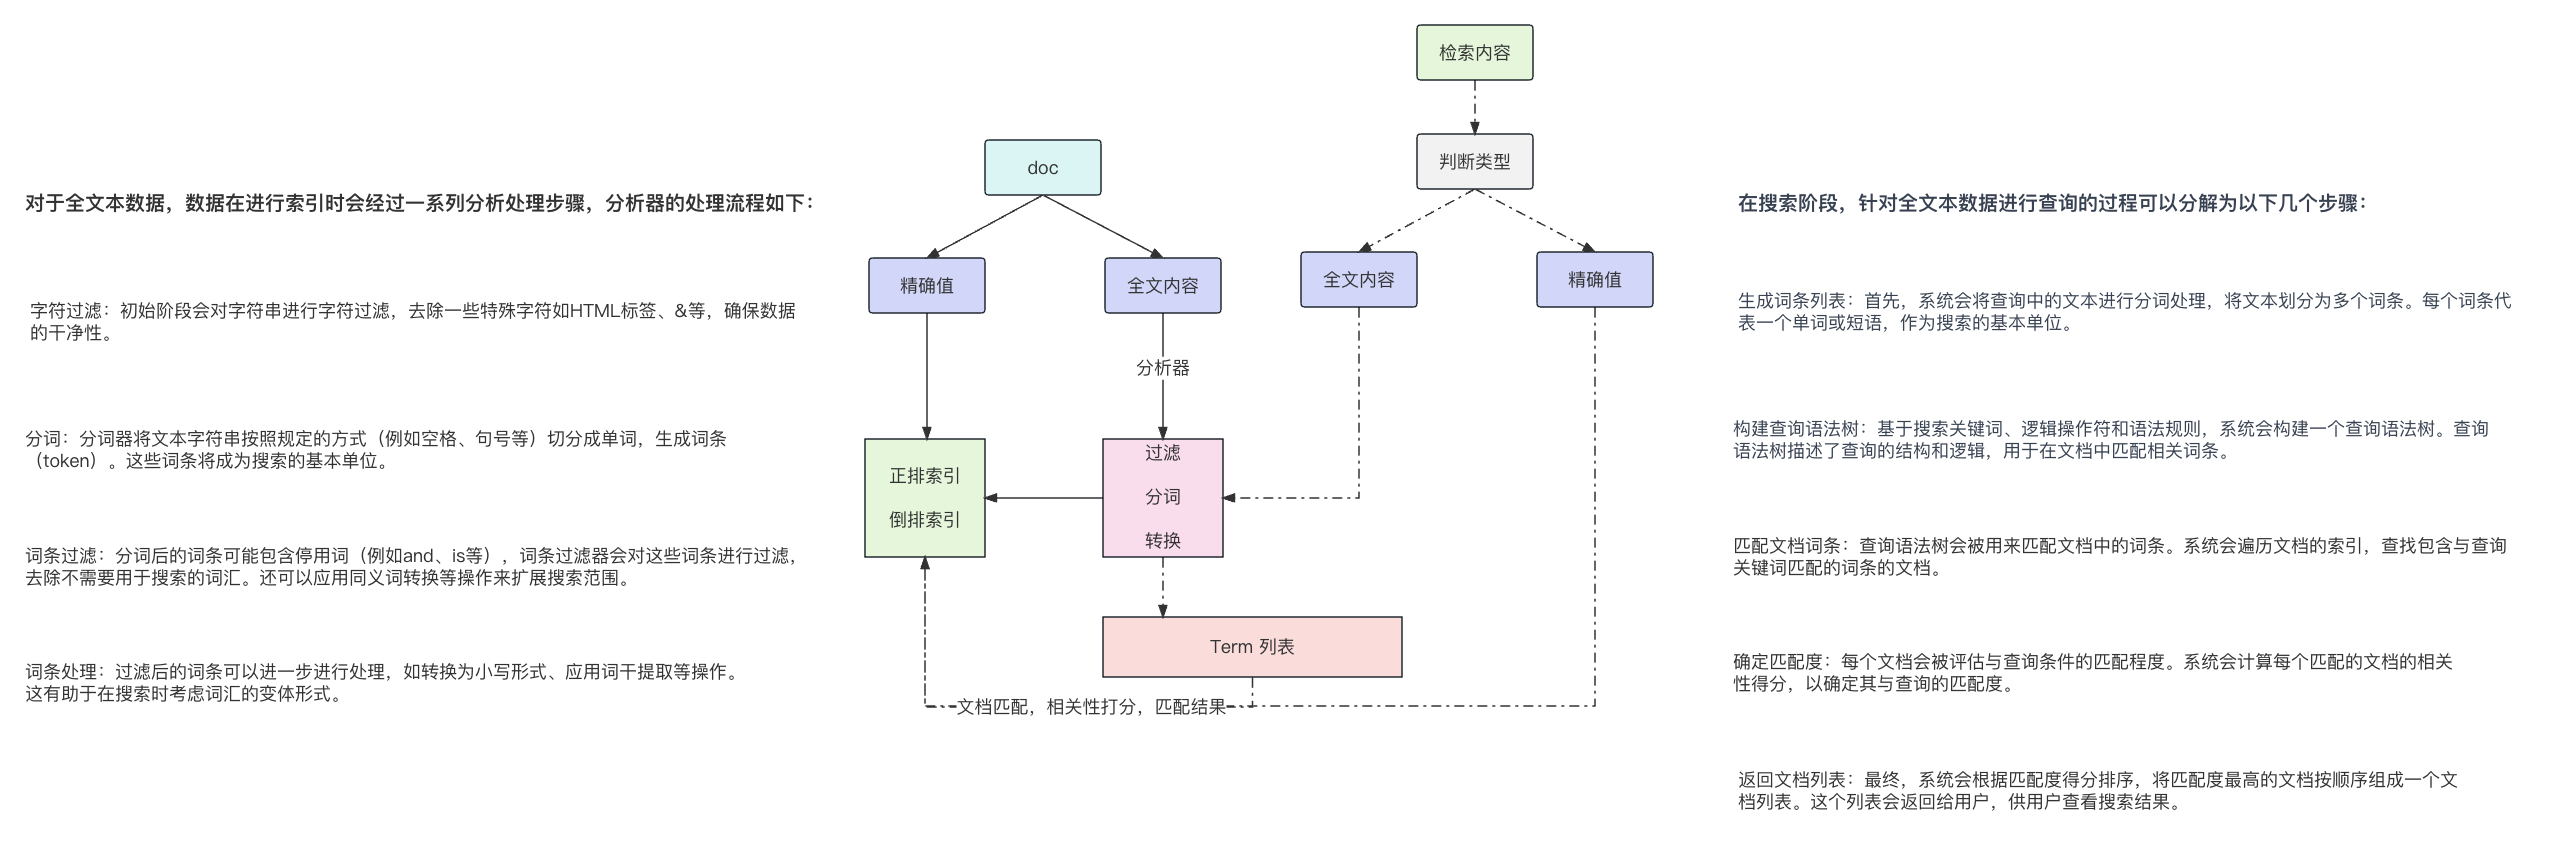 对于全文本数据，数据在进行索引时会经过一系列分析处理步骤，分析器的处理流程如下：
字符过滤：初始阶段会对字符串进行字符过滤，去除一些特殊字符如HTML标签、&等，确保数据
的干净性。
分词：分词器将文本字符串按照规定的方式（例如空格、句号等）切分成单词，生成词条
（token）。这些词条将成为搜索的基本单位。
词条过滤：分词后的词条可能包含停用词（例如and、is等），词条过滤器会对这些词条进行过滤，
去除不需要用于搜索的词汇。还可以应用同义词转换等操作来扩展搜索范围。
词条处理：过滤后的词条可以进一步进行处理，如转换为小写形式、应用词干提取等操作。
这有助于在搜索时考虑词汇的变体形式。
doc
精确值
全文内容
分析器
正排索引
倒排索引
过滤
分词
转换
Term 列表
文档匹配，相关性打分，匹配结果
检索内容
判断类型
全文内容
精确值
在搜索阶段，针对全文本数据进行查询的过程可以分解为以下几个步骤：
生成词条列表：首先，系统会将查询中的文本进行分词处理，将文本划分为多个词条。每个词条代
表一个单词或短语，作为搜索的基本单位。
构建查询语法树：基于搜索关键词、逻辑操作符和语法规则，系统会构建一个查询语法树。查询
语法树描述了查询的结构和逻辑，用于在文档中匹配相关词条。
匹配文档词条：查询语法树会被用来匹配文档中的词条。系统会遍历文档的索引，查找包含与查询
关键词匹配的词条的文档。
确定匹配度：每个文档会被评估与查询条件的匹配程度。系统会计算每个匹配的文档的相关
性得分，以确定其与查询的匹配度。
返回文档列表：最终，系统会根据匹配度得分排序，将匹配度最高的文档按顺序组成一个文
档列表。这个列表会返回给用户，供用户查看搜索结果。